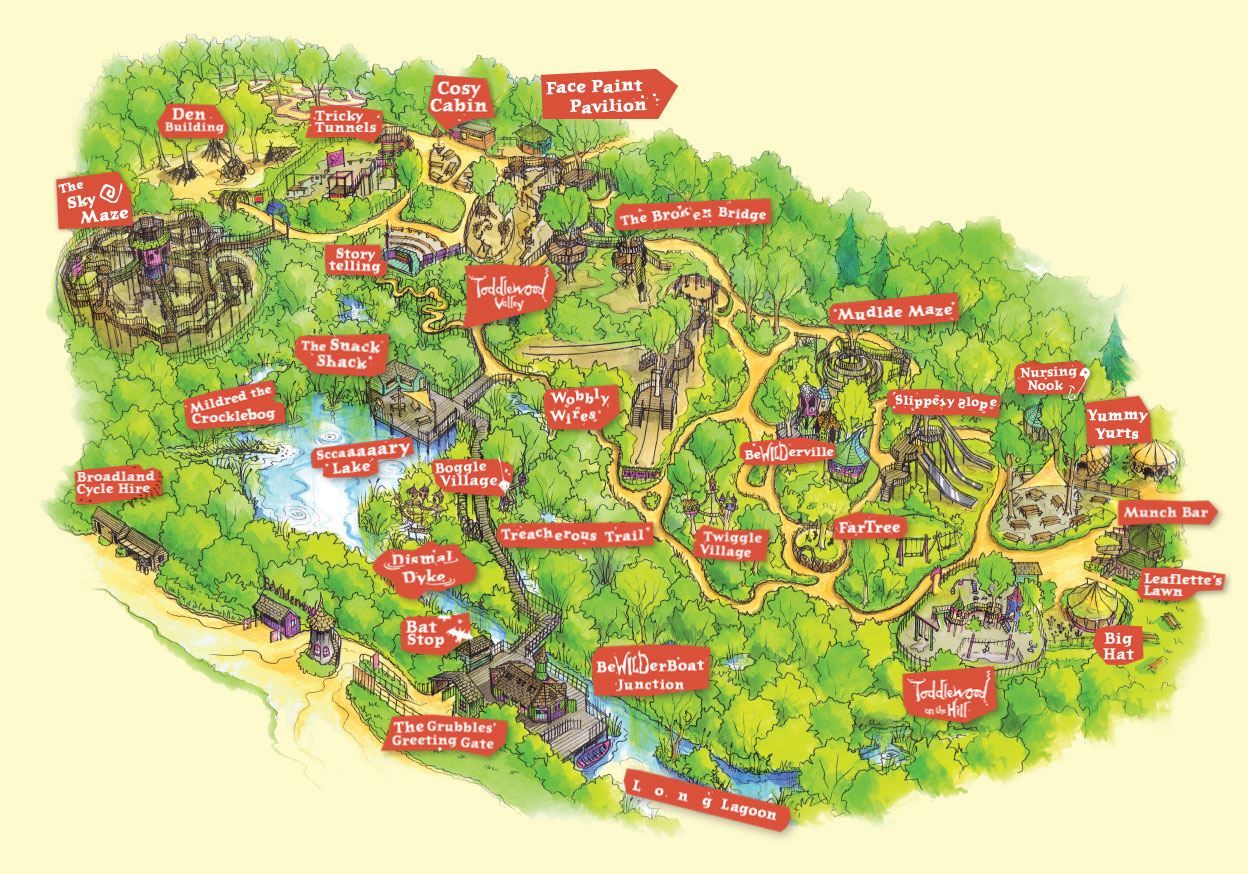 Cosy
Cabin
Face Paint
Pavilion
Den
Building
Tricky
Tunnels
The
Sky
Maze
The Broken Bridge
Story
telling
Toddlewood
Valley
Mudlde Maze
The Snack
Shack
Nursing
Nook
Mildred the
Crocklebog
Wobbly
Wires
Slippery Slope
Yummy
Yurts
Sccaaaaary
Lake
BeWILDerville
Broadland
Cycle Hire
Boggle
Village
Munch Bar
Treacherous Trail
Twiggle
Village
FarTree
Dismal
Dyke
Leaflette's
Lawn
Bewilderwood
Bat
Stop
Big
Hat
BeWILDerBoat
Junction
Toddlewood
on the Hill
The Grubbles'
Greeting Gate
Long Lagoon